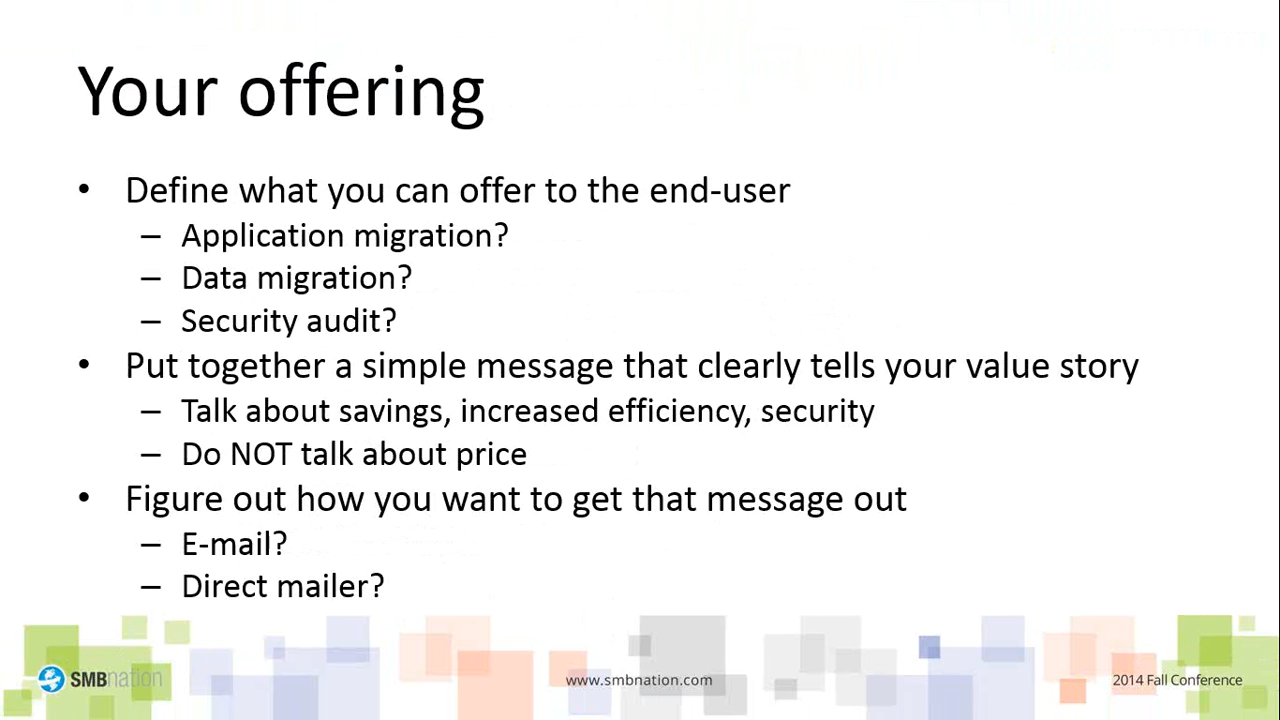 Your offering
• Define what you can offer to the end-user
– Application migration?
– Data migration?
– Security audit?
• Put together a simple message that clearly tells your value story
– Talk about savings, increased efficiency, security
– Do NOT talk about price
• Figure out how you want to get that message out
– E-mail?
– Direct mailer?
SMBnation
www.smbnation.com
2014 Fall Conference